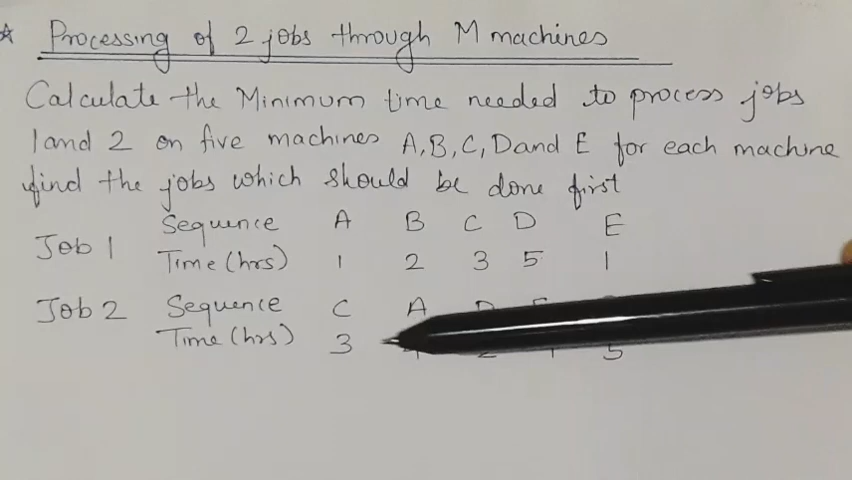 ☆ Processing of 2 jobs through M machines
Calculate the Minimum time needed to process jobs
1 and 2 on five machines A, B, C, D and E for each machine
find the jobs which should be done first
Job 1 Sequence A B C D E
Time (hrs) 1 2 3 5 1
Job 2 Sequence C A D
Time (hrs) 3 5